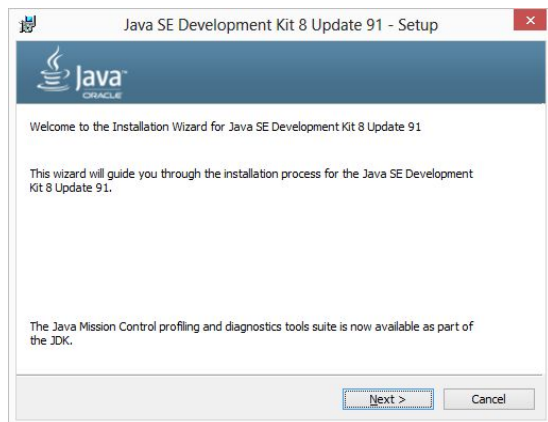 Java SE Development Kit 8 Update 91 - Setup
Java™
ORACLE
Welcome to the Installation Wizard for Java SE Development Kit 8 Update 91
This wizard will guide you through the installation process for the Java SE Development
Kit 8 Update 91.
The Java Mission Control profiling and diagnostics tools suite is now available as part of
the JDK.
Next >
Cancel